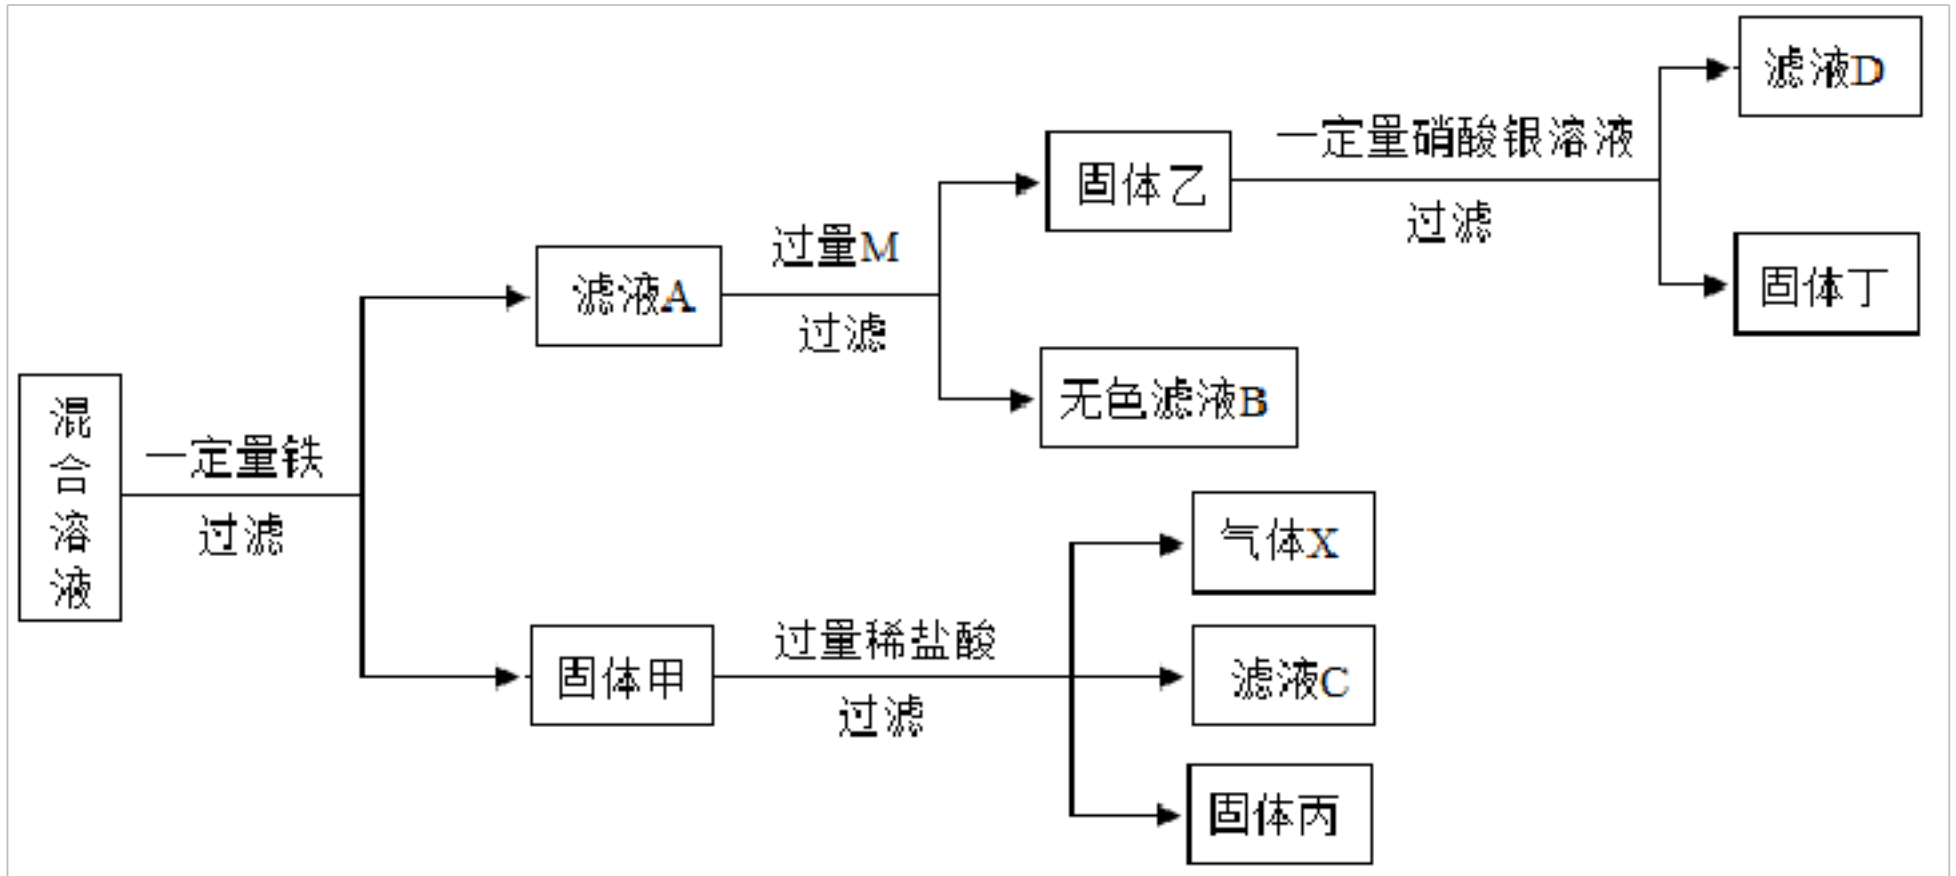 混合溶液
一定量铁
过滤
滤液A
过量M
过滤
固体乙
一定量硝酸银溶液
过滤
滤液D
固体丁
无色滤液B
固体甲
过量稀盐酸
过滤
气体X
滤液C
固体丙